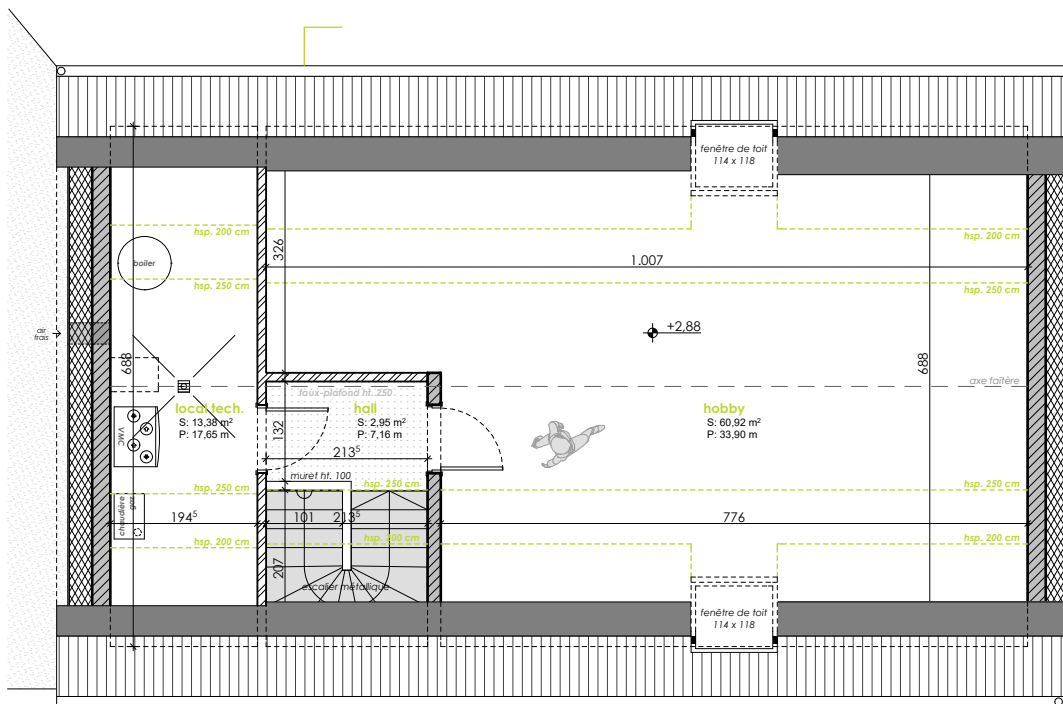 fenêtre de toit
114 x 118
hsp. 200 cm
hsp. 200 cm
boiler
326
1.007
hsp. 250 cm
hsp. 250 cm
air
frais
+2,88
688
688
axe faîtère
faux-plafond ht. 250
local tech.
S: 13,38 m²
P: 17,65 m
hall
S: 2,95 m²
P: 7,16 m
hobby
S: 60,92 m²
P: 33,90 m
VMC
132
213⁵
muret ht. 100
hsp. 250 cm
hsp. 250 cm
hsp. 250 cm
chaudière
gaz
194⁵
101
213⁵
776
hsp. 200 cm
hsp. 200 cm
hsp. 200 cm
207
escalier métallique
fenêtre de toit
114 x 118